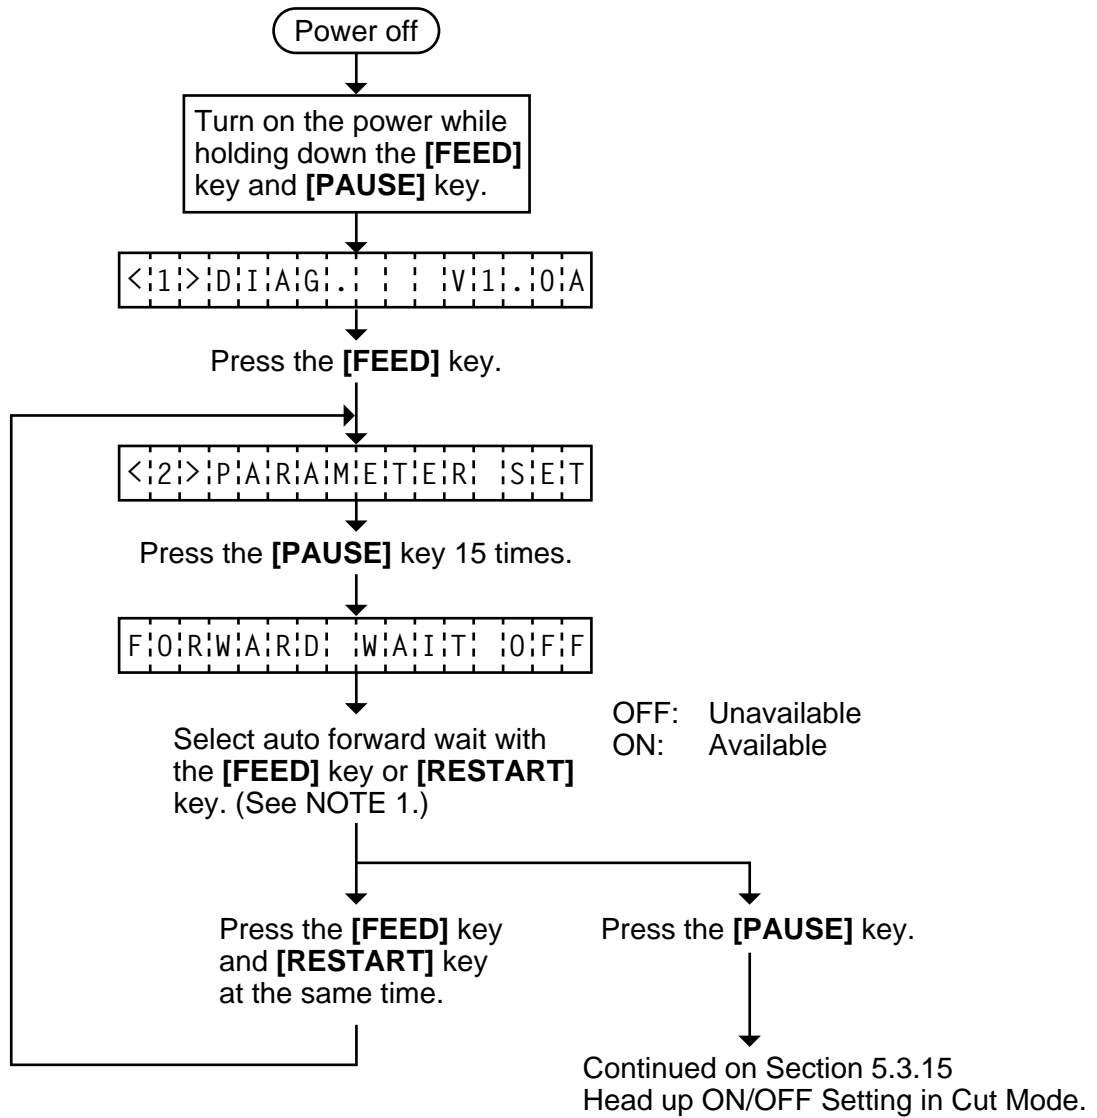 Power off
Turn on the power while
holding down the [FEED]
key and [PAUSE] key.
<1>DIAG.   V1.0A
Press the [FEED] key.
<2>PARAMETER SET
Press the [PAUSE] key 15 times.
FORWARD WAIT OFF
Select auto forward wait with
the [FEED] key or [RESTART]
key. (See NOTE 1.)
OFF: Unavailable
ON: Available
Press the [FEED] key
and [RESTART] key
at the same time.
Press the [PAUSE] key.
Continued on Section 5.3.15
Head up ON/OFF Setting in Cut Mode.